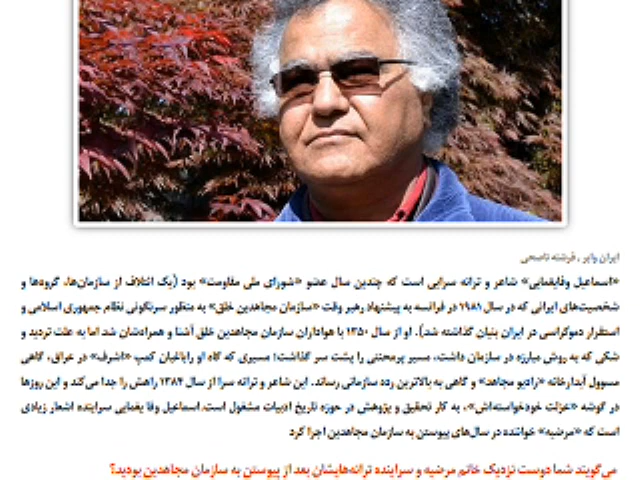 ایران وایر ، فرشته ناصحی
«اسماعیل وفایغمایی» شاعر و ترانه سرایی است که چندین سال عضو «شورای ملی مقاومت» بود (یک ائتلاف از سازمان‌ها، گروه‌ها و
شخصیت‌های ایرانی که در سال ۱۹۸۱ در فرانسه به پیشنهاد رهبر وقت «سازمان مجاهدین خلق» به منظور سرنگونی نظام جمهوری اسلامی و
استقرار دموکراسی در ایران بنیان گذاشته شد). او از سال ۱۳۵۰ با هواداران سازمان مجاهدین خلق آشنا و همراه‌شان شد اما به علت تردید و
شکی که به روش مبارزه در سازمان داشت، مسیر پرمحنتی را پشت سر گذاشت؛ مسیری که گاه او رایاغیان کمپ «اشرف» در عراق، گاهی
مسوول آبدارخانه «رادیو مجاهد» و گاهی به بالاترین رده سازمانی رساند. این شاعر و ترانه سرا از سال ۱۳۸۴ راهش را جدا می‌کند و این روزها
در گوشه «عزلت خودخواسته‌اش»، به کار تحقیق و پژوهش در حوزه تاریخ ادبیات مشغول است.اسماعیل وفا یغمایی سراینده اشعار زیادی
است که «مرضیه» خواننده در سال‌های پیوستن به سازمان مجاهدین اجرا کرد
می‌گویند شما دوست نزدیک خانم مرضیه و سراینده ترانه‌هایشان بعد از پیوستن به سازمان مجاهدین بودید؟